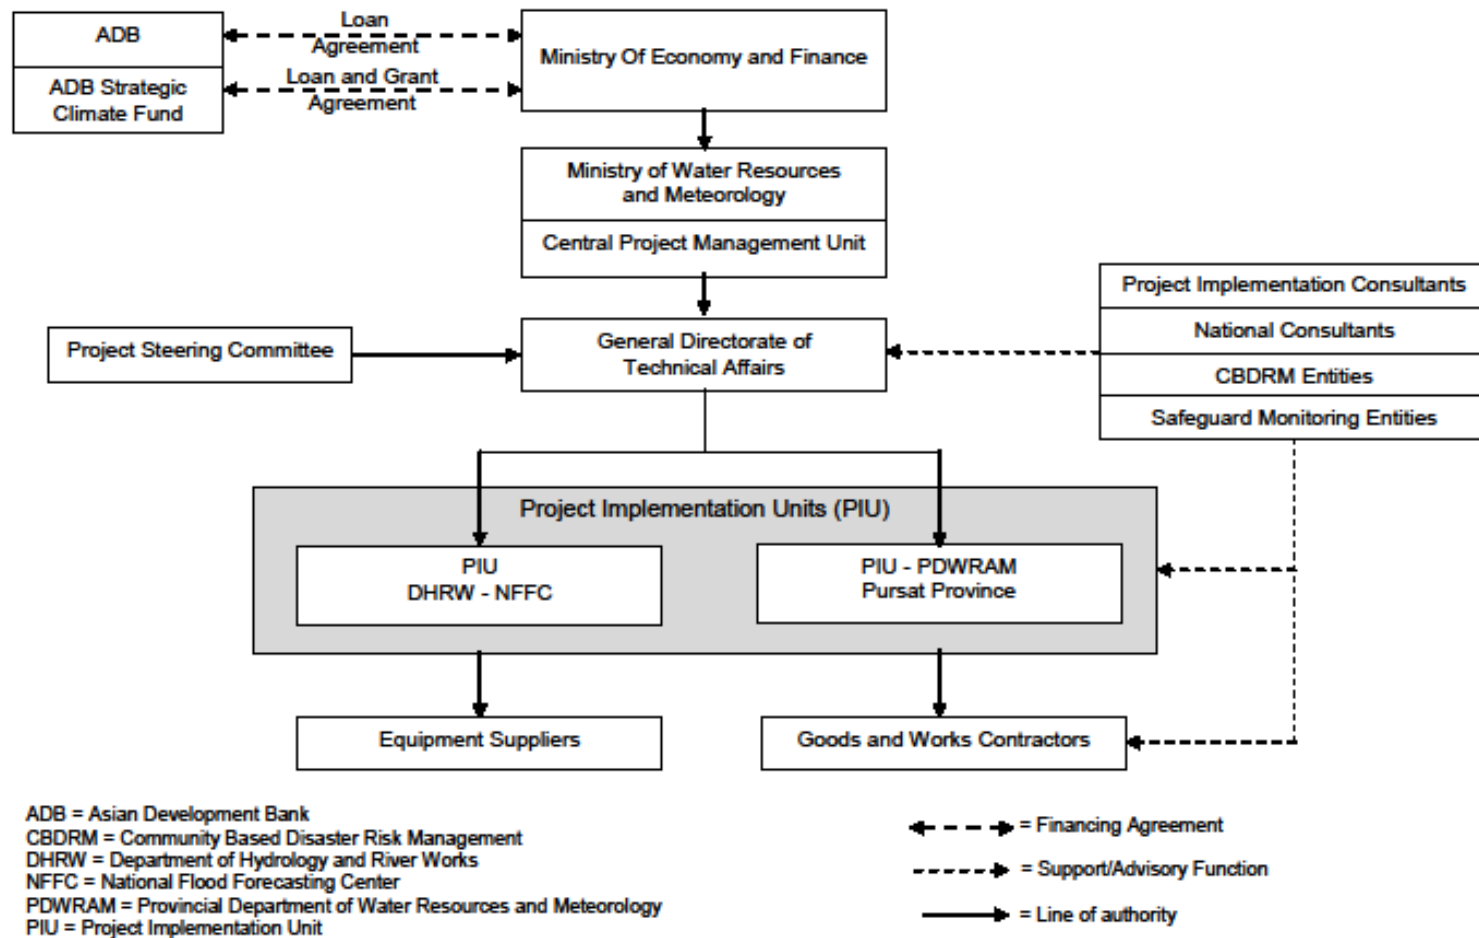 ADB
Loan
Agreement
Ministry Of Economy and Finance
ADB Strategic
Climate Fund
Loan and Grant
Agreement
Ministry of Water Resources
and Meteorology
Central Project Management Unit
Project Steering Committee
General Directorate of
Technical Affairs
Project Implementation Consultants
National Consultants
CBDRM Entities
Safeguard Monitoring Entities
Project Implementation Units (PIU)
PIU
DHRW - NFFC
PIU - PDWRAM
Pursat Province
Equipment Suppliers
Goods and Works Contractors
ADB = Asian Development Bank
CBDRM = Community Based Disaster Risk Management
DHRW = Department of Hydrology and River Works
NFFC = National Flood Forecasting Center
PDWRAM = Provincial Department of Water Resources and Meteorology
PIU = Project Implementation Unit
= Financing Agreement
= Support/Advisory Function
= Line of authority